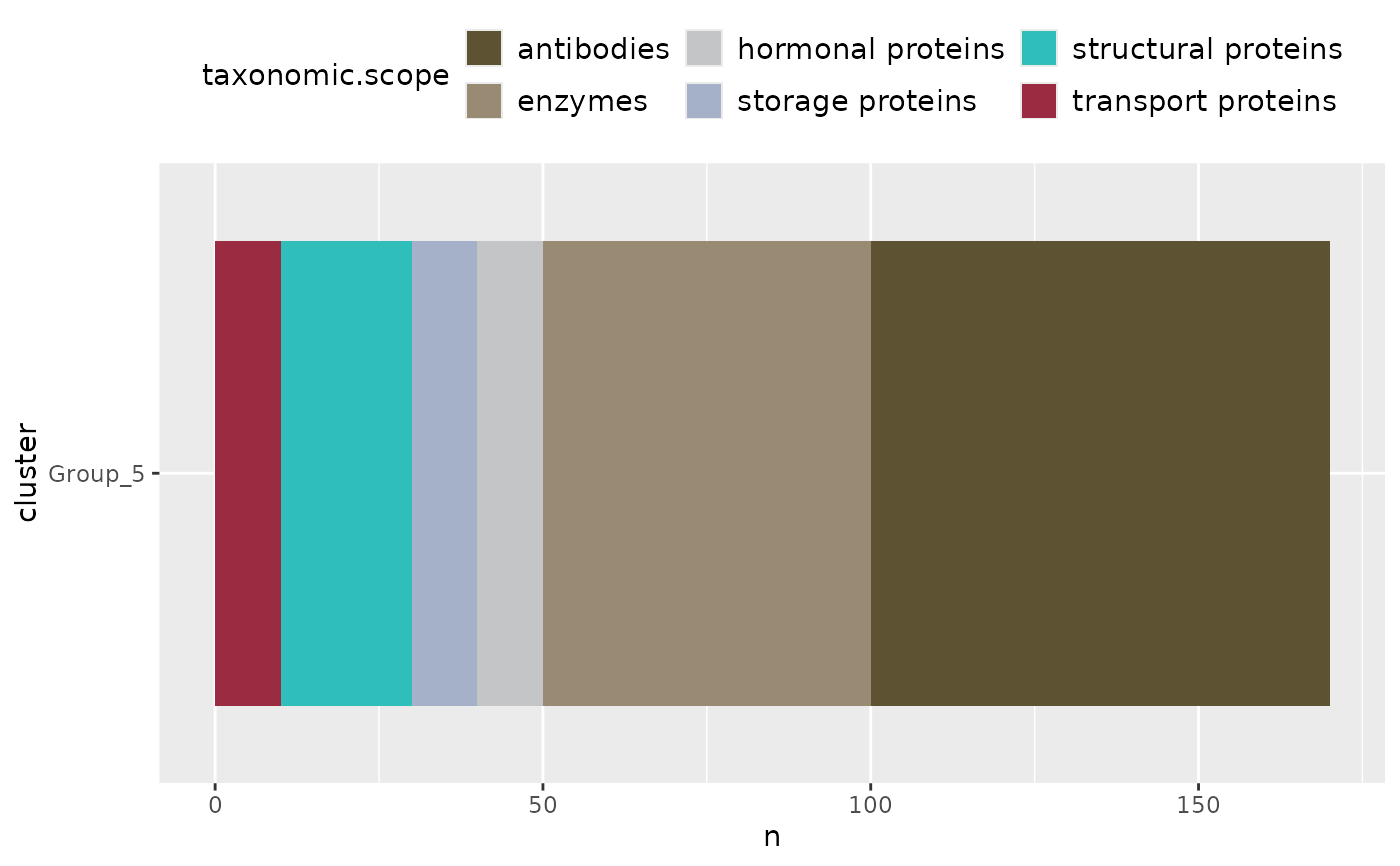 taxonomic.scope
antibodies hormonal proteins structural proteins
enzymes storage proteins transport proteins
cluster
Group_5
0 50 100 150
n